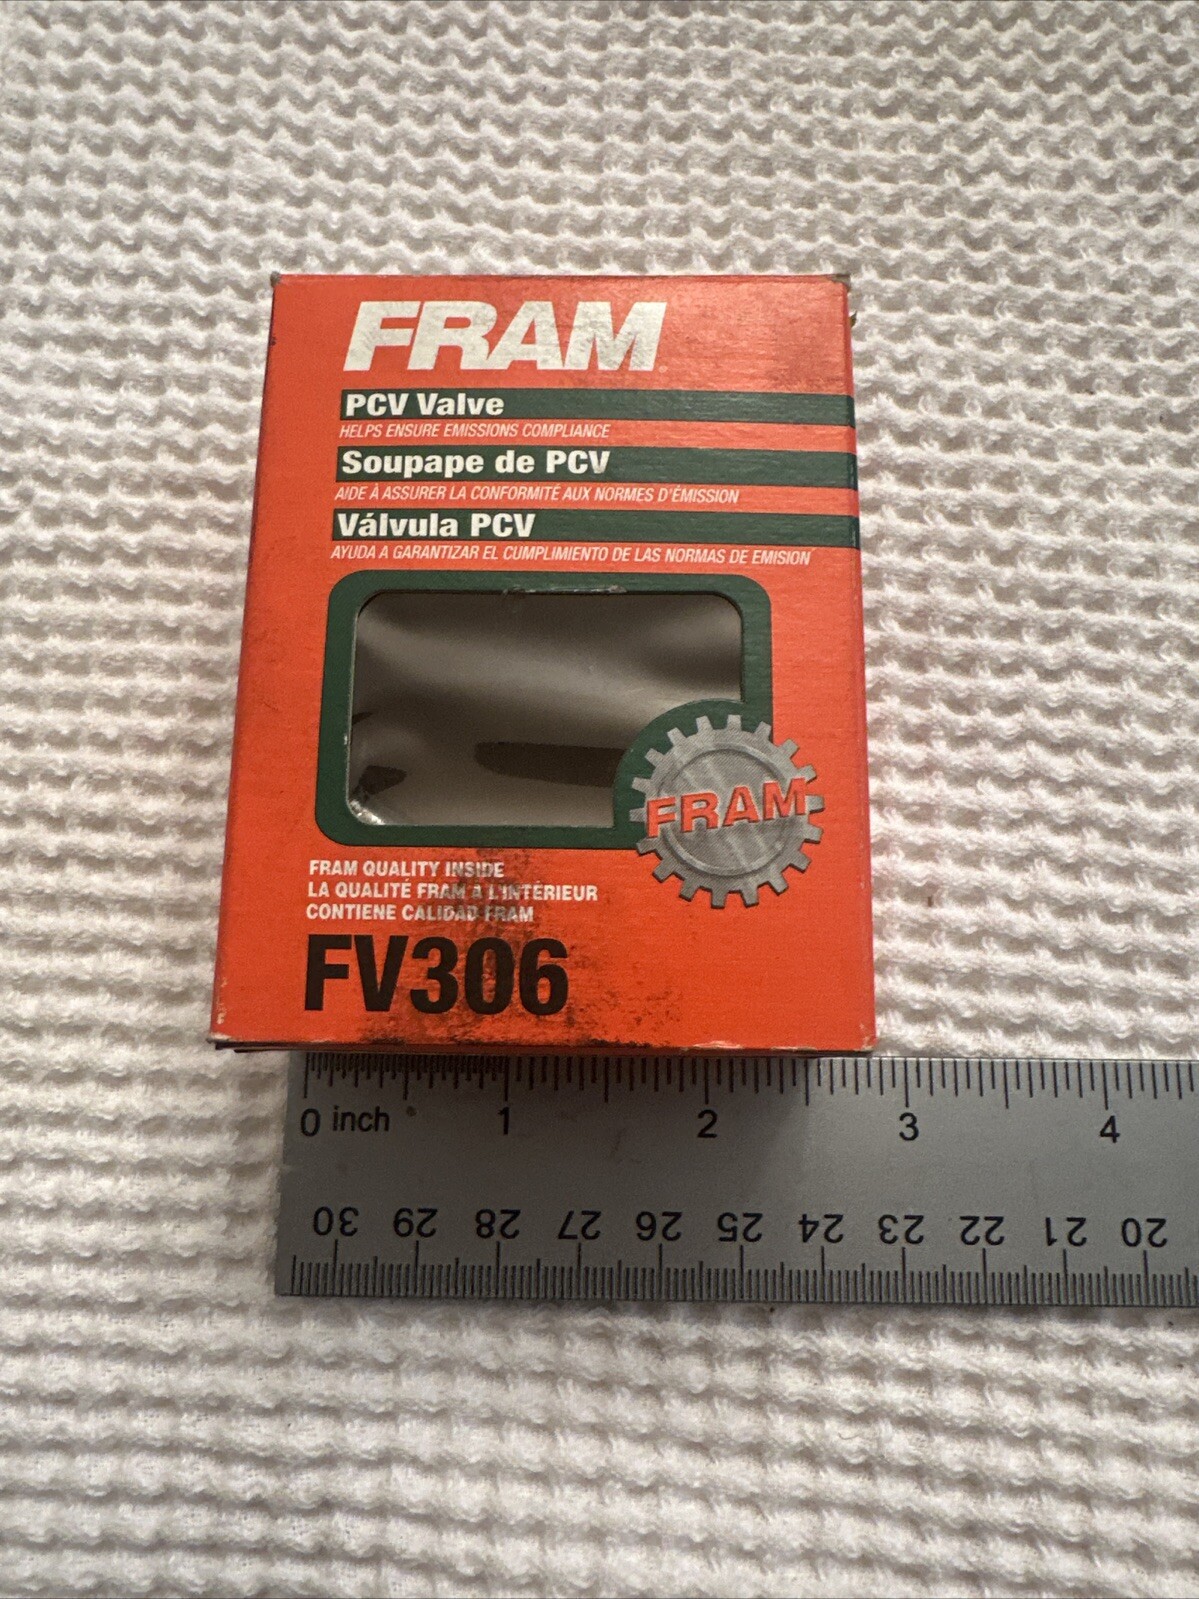 FRAM
PCV Valve
HELPS ENSURE EMISSIONS COMPLIANCE
Soupape de PCV
AIDE À ASSURER LA CONFORMITÉ AUX NORMES D'ÉMISSION
Válvula PCV
AYUDA A GARANTIZAR EL CUMPLIMIENTO DE LAS NORMAS DE EMISION
FRAM
FRAM QUALITY INSIDE
LA QUALITÉ FRAM À L'INTÉRIEUR
CONTIENE CALIDAD FRAM
FV306
0 inch 1 2 3 4
30 29 28 27 26 25 24 23 22 21 20